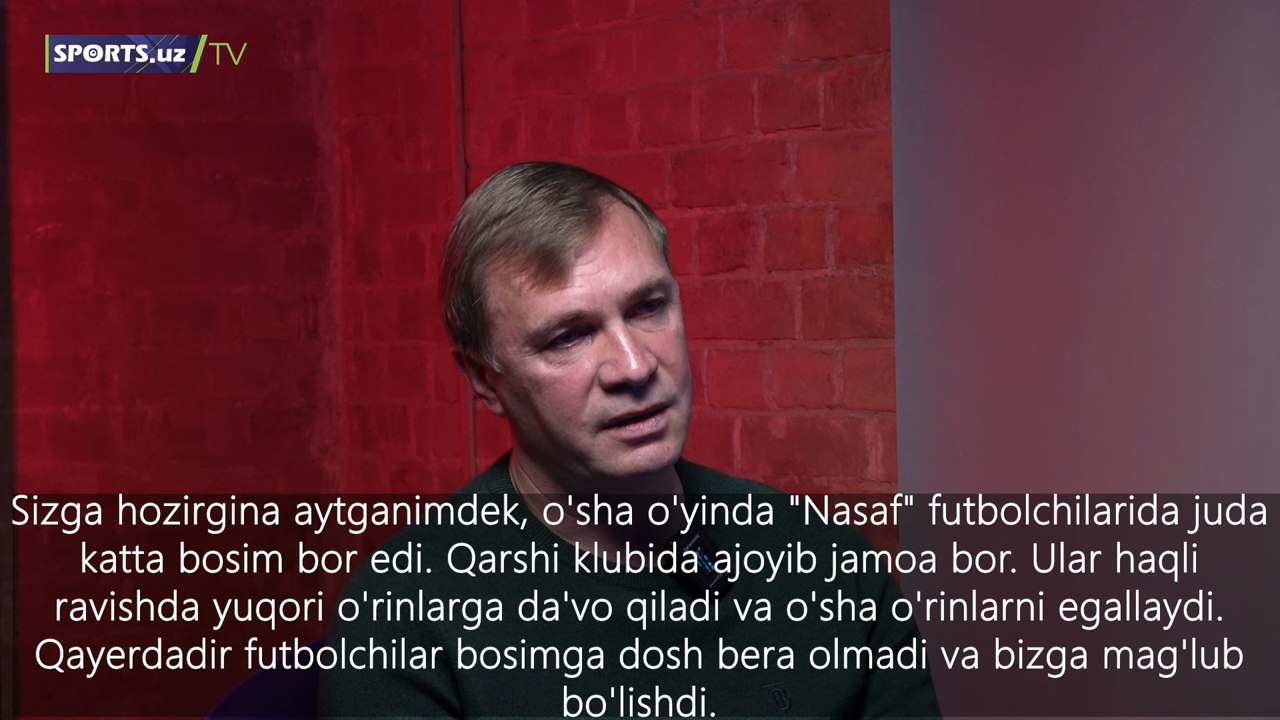 SPORTS.uz/TV
Sizga hozirgina aytganimdek, o'sha o'yinda "Nasaf" futbolchilarida juda
katta bosim bor edi. Qarshi klubida ajoyib jamoa bor. Ular haqli
ravishda yuqori o'rinlarga da'vo qiladi va o'sha o'rinlarni egallaydi.
Qayerdadir futbolchilar bosimga dosh bera olmadi va bizga mag'lub
bo'lishdi.